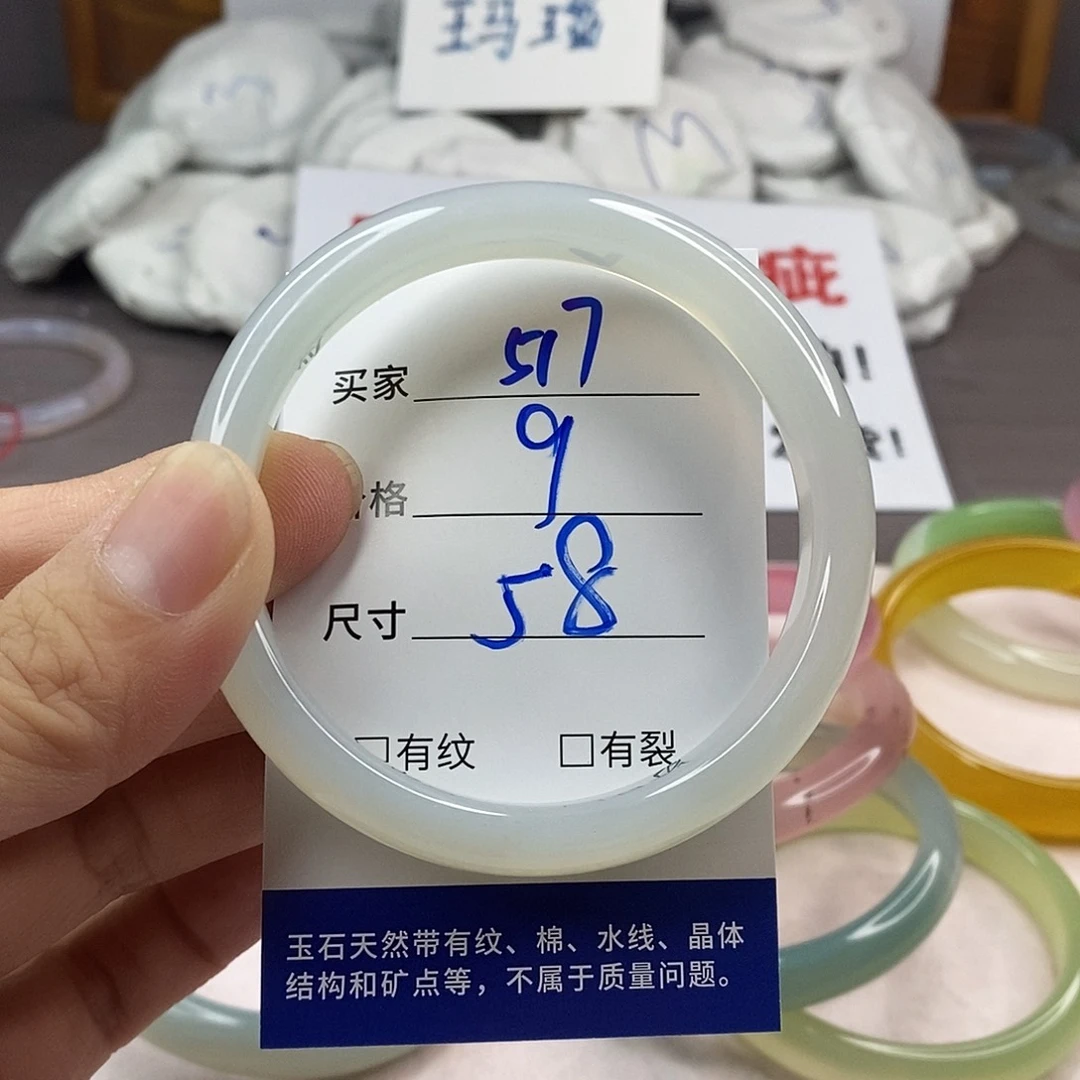 玛瑙
疵
买家 517
格 9
尺寸 58
□有纹 □有裂
玉石天然带有纹、棉、水线、晶体
结构和矿点等，不属于质量问题。